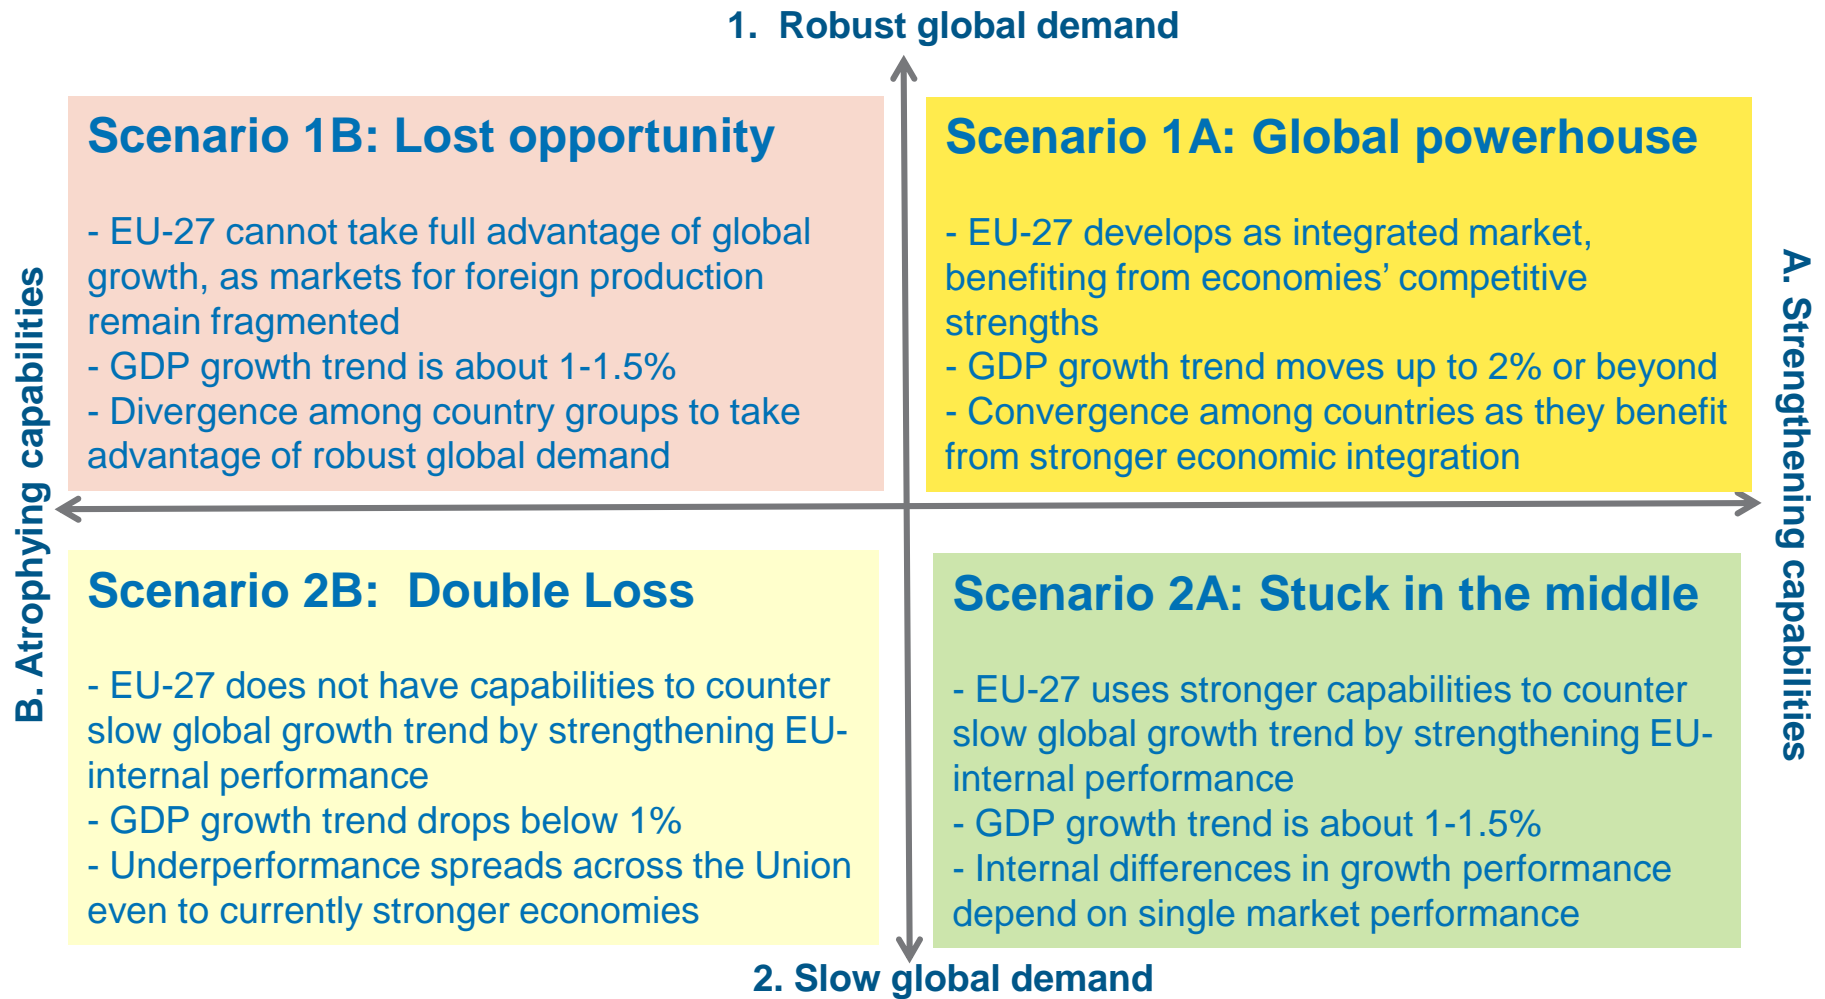 1. Robust global demand
Scenario 1B: Lost opportunity
- EU-27 cannot take full advantage of global
growth, as markets for foreign production
remain fragmented
- GDP growth trend is about 1-1.5%
- Divergence among country groups to take
advantage of robust global demand
Scenario 1A: Global powerhouse
- EU-27 develops as integrated market,
benefiting from economies’ competitive
strengths
- GDP growth trend moves up to 2% or beyond
- Convergence among countries as they benefit
from stronger economic integration
B. Atrophying capabilities
A. Strengthening capabilities
Scenario 2B: Double Loss
- EU-27 does not have capabilities to counter
slow global growth trend by strengthening EU-
internal performance
- GDP growth trend drops below 1%
- Underperformance spreads across the Union
even to currently stronger economies
Scenario 2A: Stuck in the middle
- EU-27 uses stronger capabilities to counter
slow global growth trend by strengthening EU-
internal performance
- GDP growth trend is about 1-1.5%
- Internal differences in growth performance
depend on single market performance
2. Slow global demand